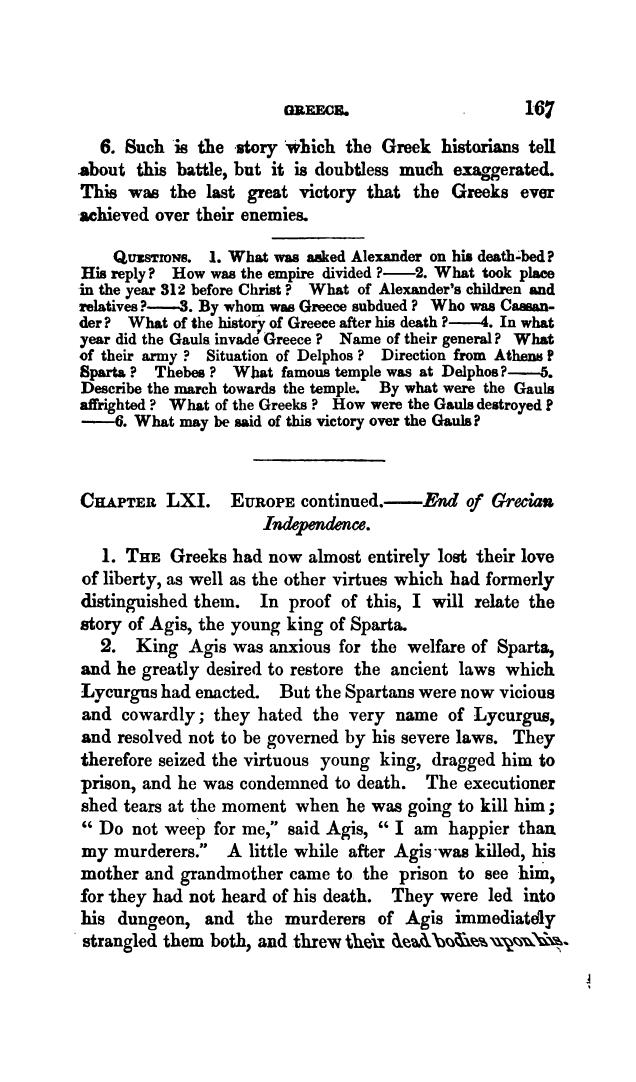 GREECE. 167
6. Such is the story which the Greek historians tell
about this battle, but it is doubtless much exaggerated.
This was the last great victory that the Greeks ever
achieved over their enemies.
QUESTIONS. 1. What was asked Alexander on his death-bed?
His reply? How was the empire divided?——2. What took place
in the year 312 before Christ? What of Alexander's children and
relatives?——3. By whom was Greece subdued? Who was Cassan-
der? What of the history of Greece after his death?——4. In what
year did the Gauls invade Greece? Name of their general? What
of their army? Situation of Delphos? Direction from Athens?
Sparta? Thebes? What famous temple was at Delphos?——5.
Describe the march towards the temple. By what were the Gauls
affrighted? What of the Greeks? How were the Gauls destroyed?
——6. What may be said of this victory over the Gauls?
CHAPTER LXI. EUROPE continued.——End of Grecian
Independence.
1. THE Greeks had now almost entirely lost their love
of liberty, as well as the other virtues which had formerly
distinguished them. In proof of this, I will relate the
story of Agis, the young king of Sparta.
2. King Agis was anxious for the welfare of Sparta,
and he greatly desired to restore the ancient laws which
Lycurgus had enacted. But the Spartans were now vicious
and cowardly; they hated the very name of Lycurgus,
and resolved not to be governed by his severe laws. They
therefore seized the virtuous young king, dragged him to
prison, and he was condemned to death. The executioner
shed tears at the moment when he was going to kill him;
" Do not weep for me," said Agis, " I am happier than
my murderers." A little while after Agis was killed, his
mother and grandmother came to the prison to see him,
for they had not heard of his death. They were led into
his dungeon, and the murderers of Agis immediately
strangled them both, and threw their dead bodies upon his.